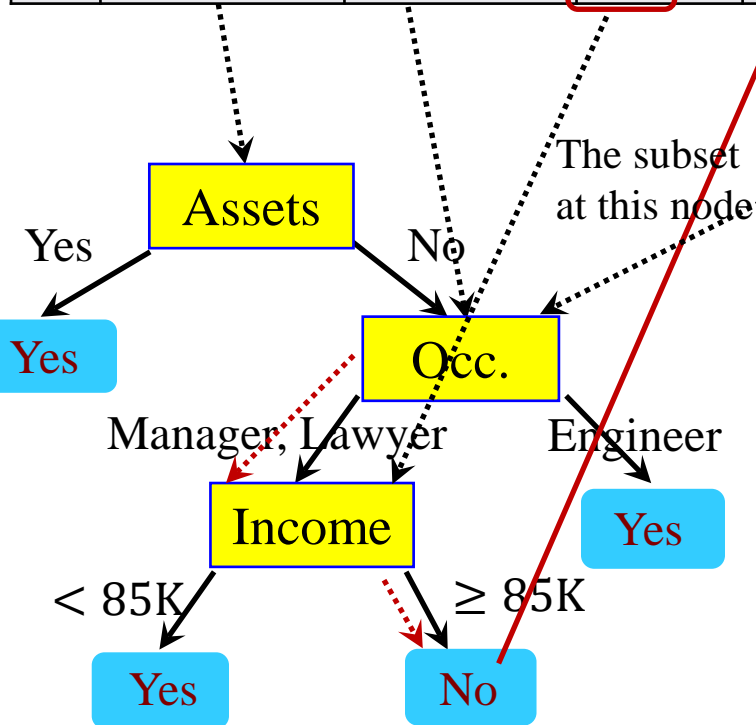 The subset
at this node
Assets
Yes
No
Yes
Occ.
Manager, Lawyer
Engineer
Income
Yes
< 85K
≥ 85K
Yes
No